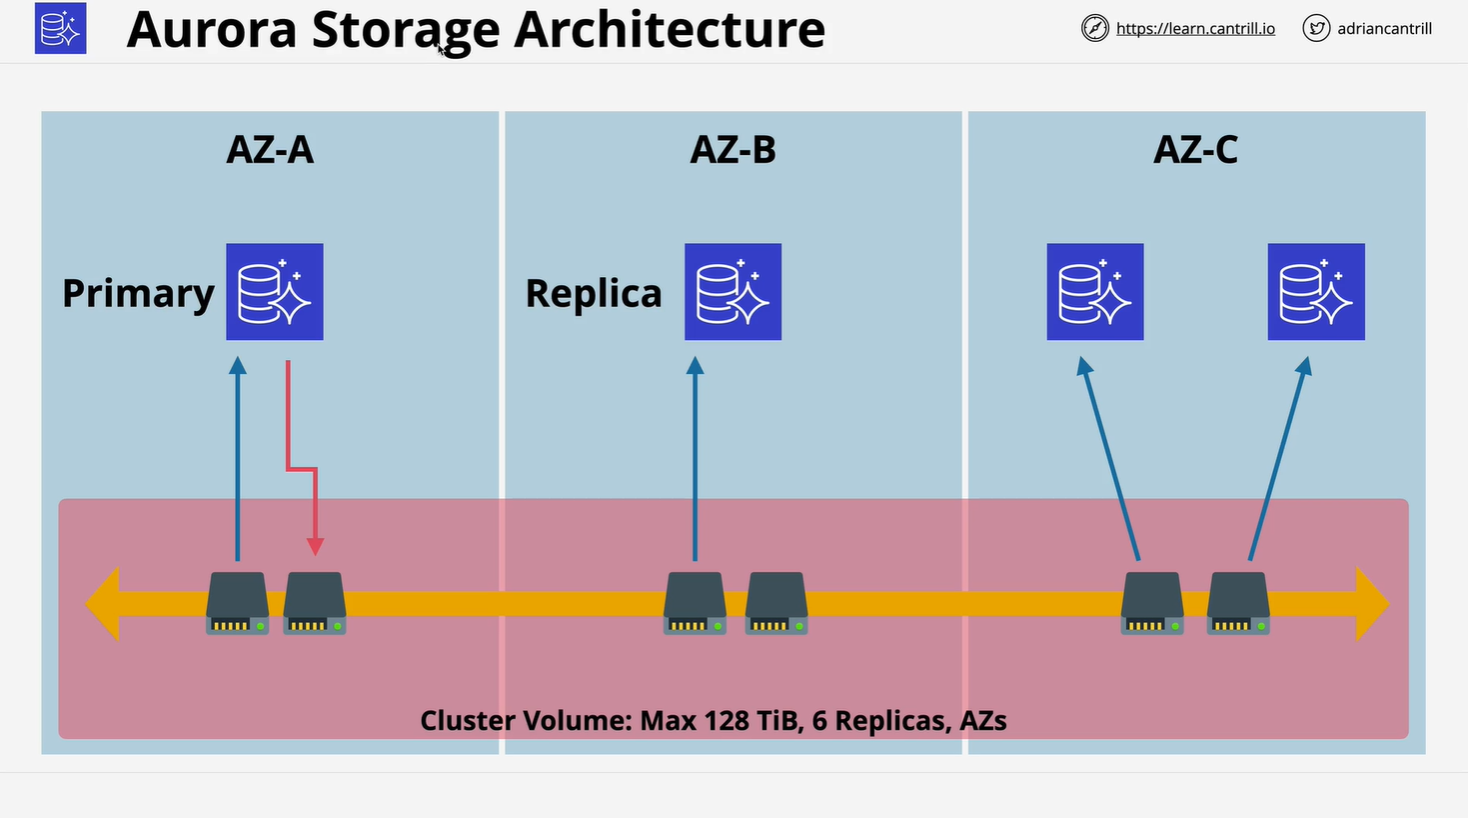 Aurora Storage Architecture
https://learn.cantrill.io
adriancantrill
AZ-A
AZ-B
AZ-C
Primary
Replica
Cluster Volume: Max 128 TiB, 6 Replicas, AZs